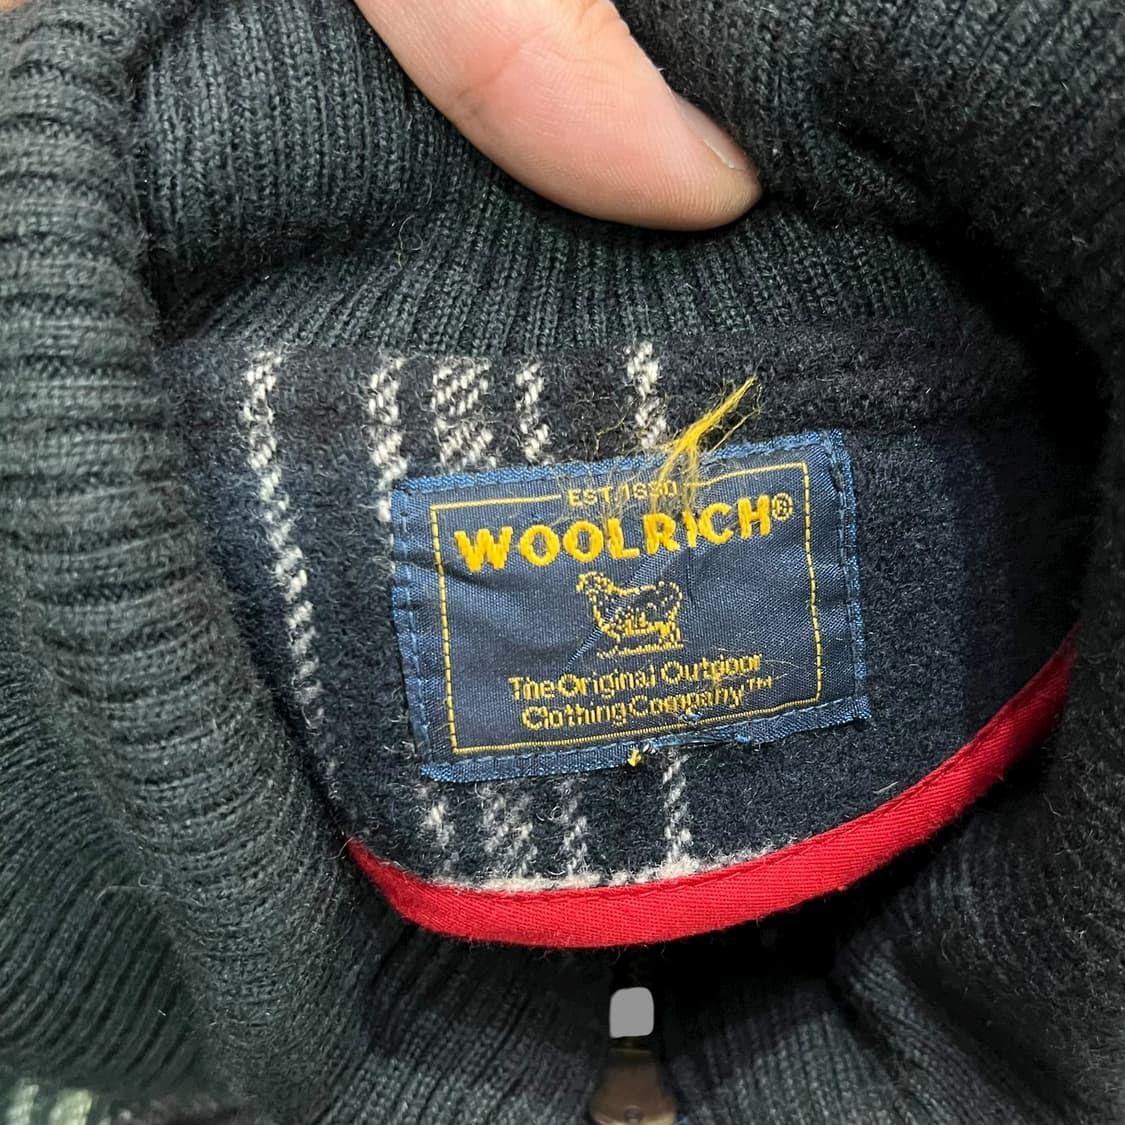 EST. 1830
WOOLRICH®
The Original Outdoor
Clothing Company™